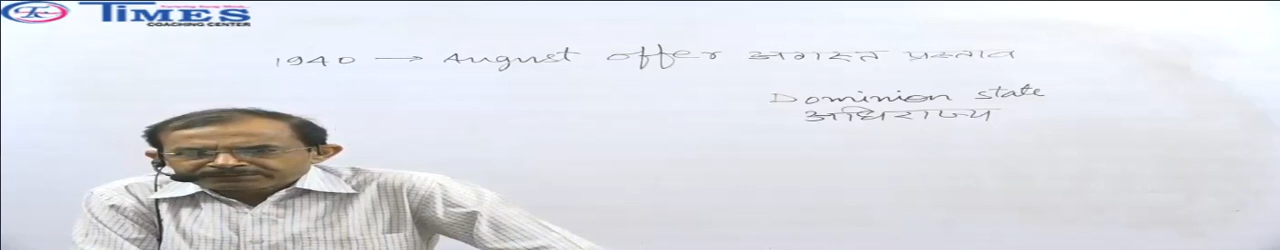 TIMES
COACHING CENTER
1940 → August offer अगस्त प्रस्ताव
Dominion state
अधिराज्य